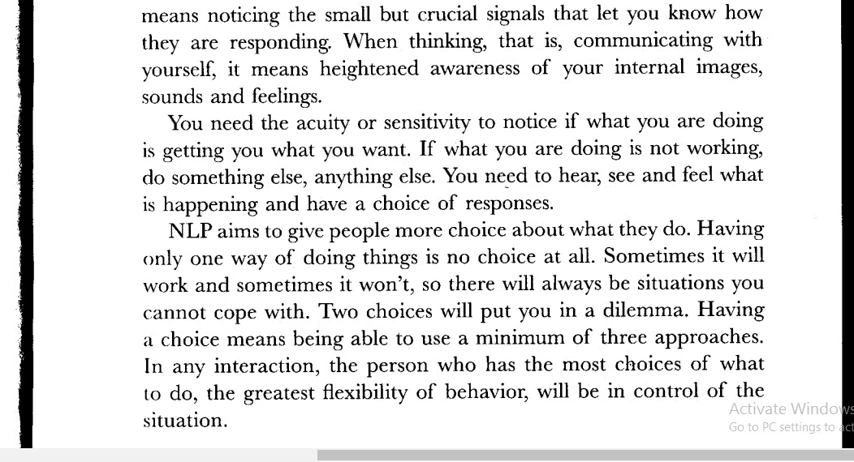 means noticing the small but crucial signals that let you know how
they are responding. When thinking, that is, communicating with
yourself, it means heightened awareness of your internal images,
sounds and feelings.
You need the acuity or sensitivity to notice if what you are doing
is getting you what you want. If what you are doing is not working,
do something else, anything else. You need to hear, see and feel what
is happening and have a choice of responses.
NLP aims to give people more choice about what they do. Having
only one way of doing things is no choice at all. Sometimes it will
work and sometimes it won't, so there will always be situations you
cannot cope with. Two choices will put you in a dilemma. Having
a choice means being able to use a minimum of three approaches.
In any interaction, the person who has the most choices of what
to do, the greatest flexibility of behavior, will be in control of the
situation.
Activate Windows
Go to PC settings to act